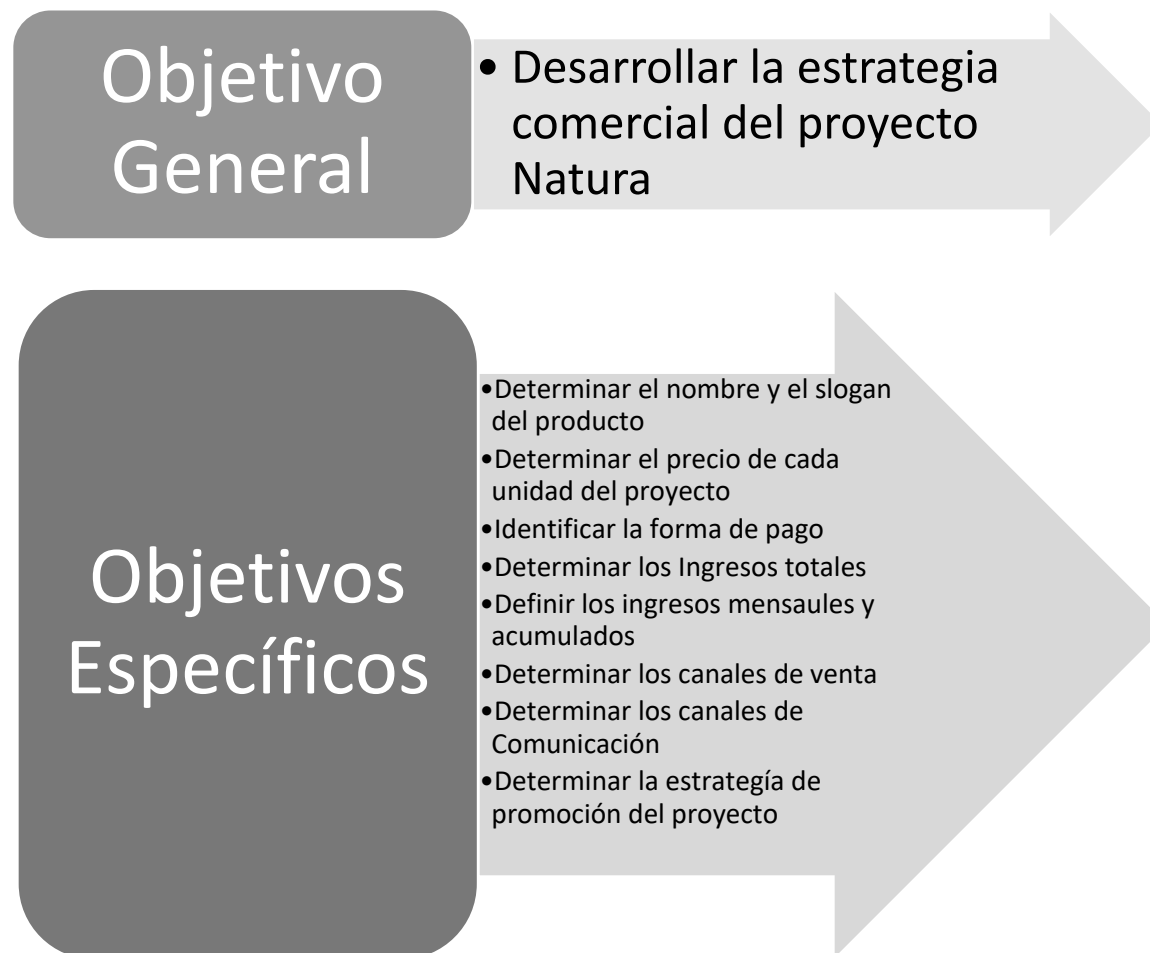 Objetivo
General
• Desarrollar la estrategia
comercial del proyecto
Natura
Objetivos
Específicos
•Determinar el nombre y el slogan
del producto
•Determinar el precio de cada
unidad del proyecto
•Identificar la forma de pago
•Determinar los Ingresos totales
•Definir los ingresos mensaules y
acumulados
•Determinar los canales de venta
•Determinar los canales de
Comunicación
•Determinar la estrategía de
promoción del proyecto